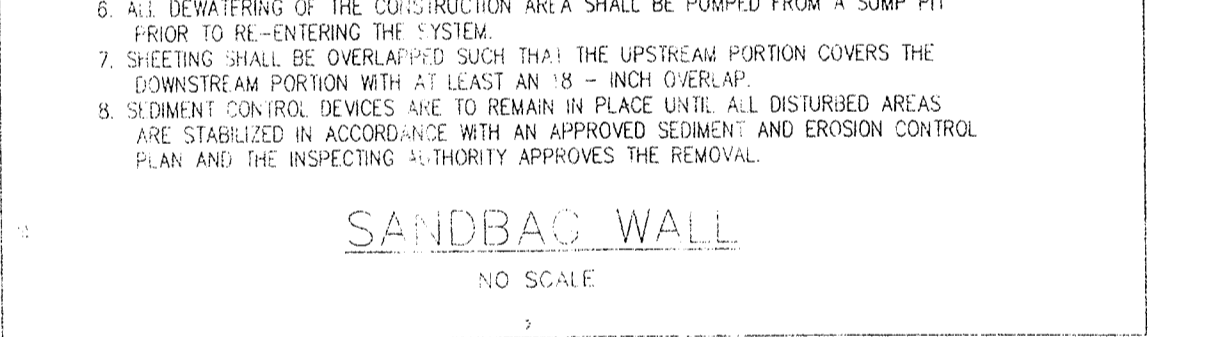 6. ALL DEWATERING OF THE CONSTRUCTION AREA SHALL BE PUMPED FROM A SUMP PIT
PRIOR TO RE-ENTERING THE SYSTEM.
7. SHEETING SHALL BE OVERLAPPED SUCH THAT THE UPSTREAM PORTION COVERS THE
DOWNSTREAM PORTION WITH AT LEAST AN 18 - INCH OVERLAP.
8. SEDIMENT CONTROL DEVICES ARE TO REMAIN IN PLACE UNTIL ALL DISTURBED AREAS
ARE STABILIZED IN ACCORDANCE WITH AN APPROVED SEDIMENT AND EROSION CONTROL
PLAN AND THE INSPECTING AUTHORITY APPROVES THE REMOVAL.
SANDBAG WALL
NO SCALE